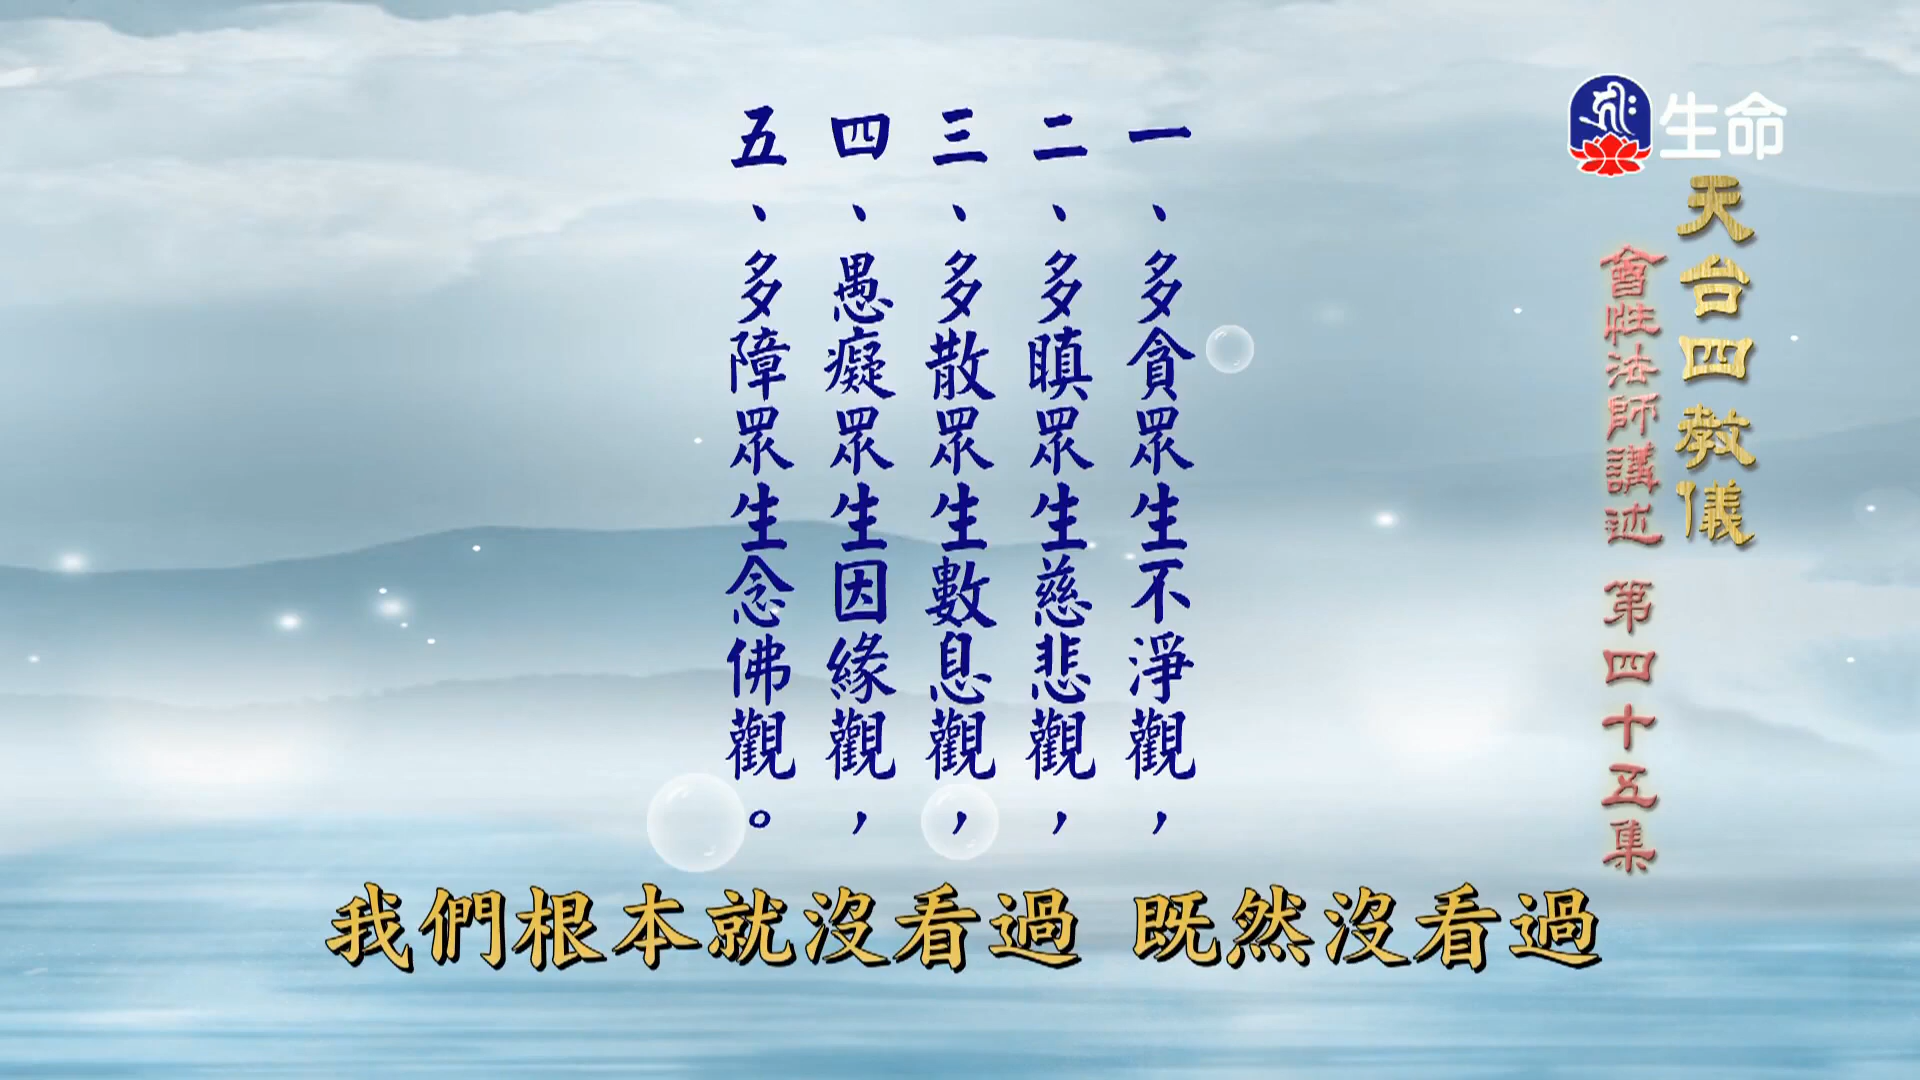 生命
天台四教儀
會性法師講述 第四十五集
一、多貪眾生不淨觀，
二、多瞋眾生慈悲觀，
三、多散眾生數息觀，
四、愚癡眾生因緣觀，
五、多障眾生念佛觀。
我們根本就沒看過 既然沒看過